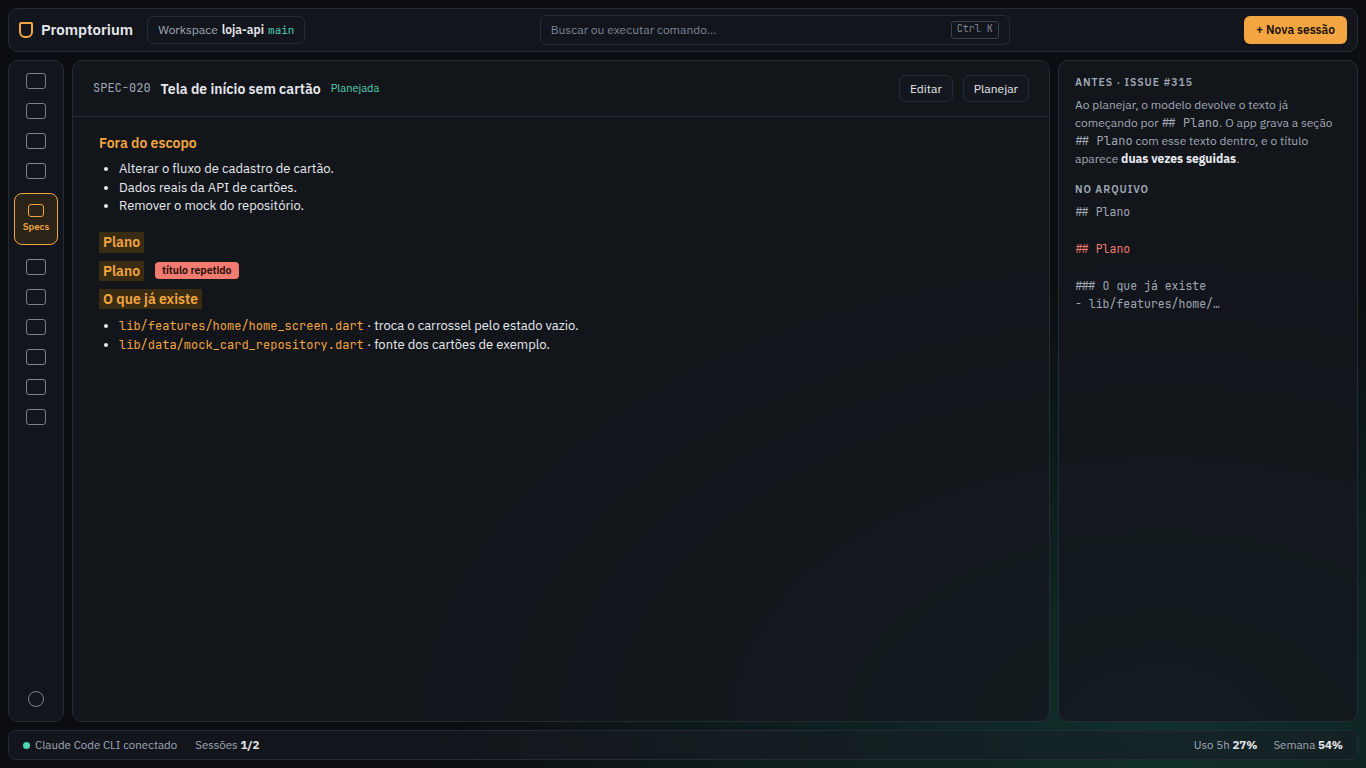 Promptorium
Workspace loja-api main
Buscar ou executar comando...
Ctrl K
+ Nova sessão
Specs
SPEC-020 Tela de início sem cartão Planejada
Editar
Planejar
Fora do escopo
• Alterar o fluxo de cadastro de cartão.
• Dados reais da API de cartões.
• Remover o mock do repositório.
Plano
Plano título repetido
O que já existe
• lib/features/home/home_screen.dart · troca o carrossel pelo estado vazio.
• lib/data/mock_card_repository.dart · fonte dos cartões de exemplo.
ANTES · ISSUE #315
Ao planejar, o modelo devolve o texto já
começando por ## Plano. O app grava a seção
## Plano com esse texto dentro, e o título
aparece duas vezes seguidas.
NO ARQUIVO
## Plano
## Plano
### O que já existe
- lib/features/home/…
Claude Code CLI conectado
Sessões 1/2
Uso 5h 27%
Semana 54%